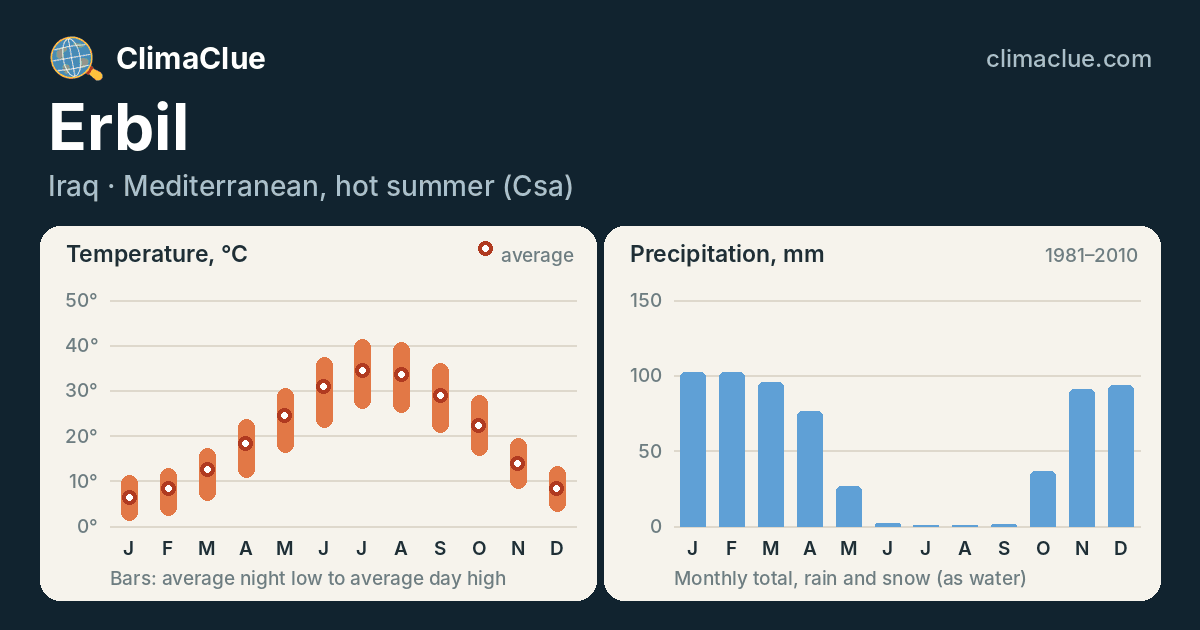 ClimaClue
climaclue.com
Erbil
Iraq · Mediterranean, hot summer (Csa)
Temperature, °C
average
50°
40°
30°
20°
10°
0°
J F M A M J J A S O N D
Bars: average night low to average day high
Precipitation, mm
1981–2010
150
100
50
0
J F M A M J J A S O N D
Monthly total, rain and snow (as water)